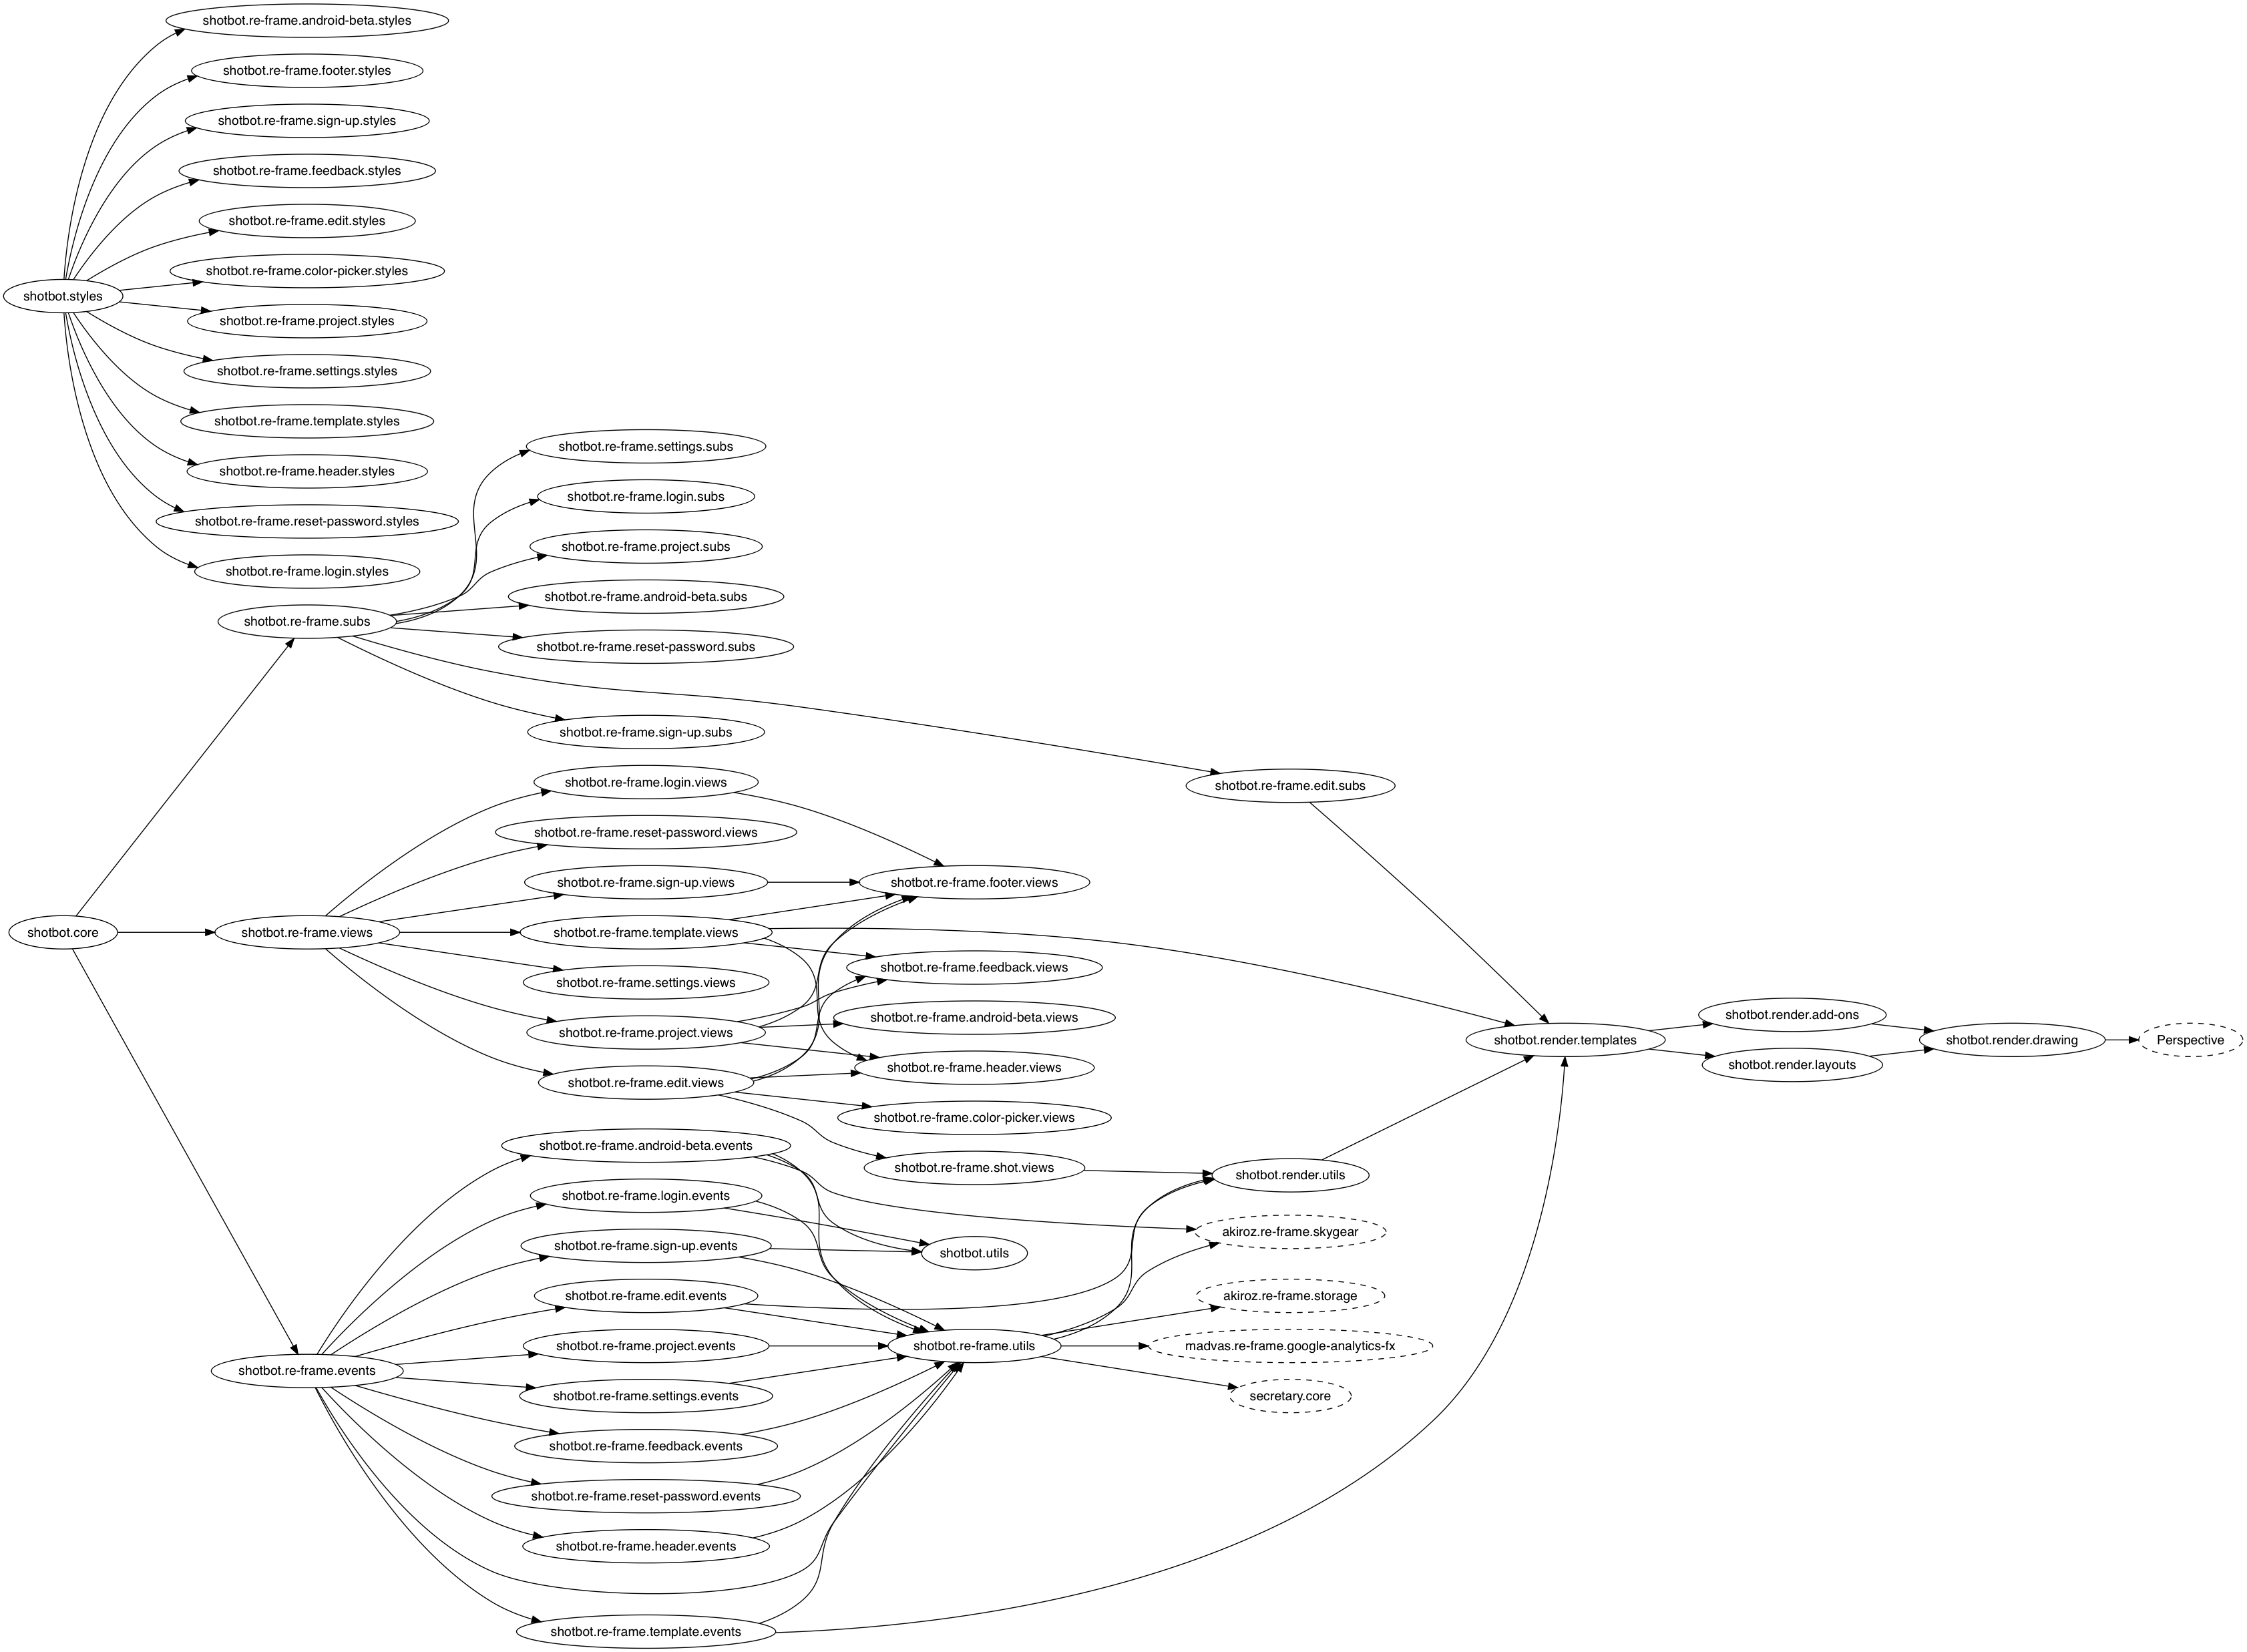 shotbot.re-frame.android-beta.styles
shotbot.re-frame.footer.styles
shotbot.re-frame.sign-up.styles
shotbot.re-frame.feedback.styles
shotbot.re-frame.edit.styles
shotbot.re-frame.color-picker.styles
shotbot.styles
shotbot.re-frame.project.styles
shotbot.re-frame.settings.styles
shotbot.re-frame.template.styles
shotbot.re-frame.header.styles
shotbot.re-frame.reset-password.styles
shotbot.re-frame.login.styles
shotbot.re-frame.settings.subs
shotbot.re-frame.login.subs
shotbot.re-frame.project.subs
shotbot.re-frame.android-beta.subs
shotbot.re-frame.subs
shotbot.re-frame.reset-password.subs
shotbot.re-frame.sign-up.subs
shotbot.re-frame.edit.subs
shotbot.re-frame.login.views
shotbot.re-frame.reset-password.views
shotbot.re-frame.sign-up.views
shotbot.re-frame.footer.views
shotbot.core
shotbot.re-frame.views
shotbot.re-frame.template.views
shotbot.re-frame.feedback.views
shotbot.re-frame.settings.views
shotbot.re-frame.android-beta.views
shotbot.re-frame.project.views
shotbot.re-frame.header.views
shotbot.re-frame.edit.views
shotbot.re-frame.color-picker.views
shotbot.re-frame.shot.views
shotbot.render.templates
shotbot.render.add-ons
shotbot.render.layouts
shotbot.render.drawing
Perspective
shotbot.re-frame.android-beta.events
shotbot.re-frame.login.events
shotbot.re-frame.sign-up.events
shotbot.re-frame.edit.events
shotbot.re-frame.project.events
shotbot.re-frame.events
shotbot.re-frame.settings.events
shotbot.re-frame.feedback.events
shotbot.re-frame.reset-password.events
shotbot.re-frame.header.events
shotbot.re-frame.template.events
shotbot.utils
shotbot.re-frame.utils
shotbot.render.utils
akiroz.re-frame.skygear
akiroz.re-frame.storage
madvas.re-frame.google-analytics-fx
secretary.core